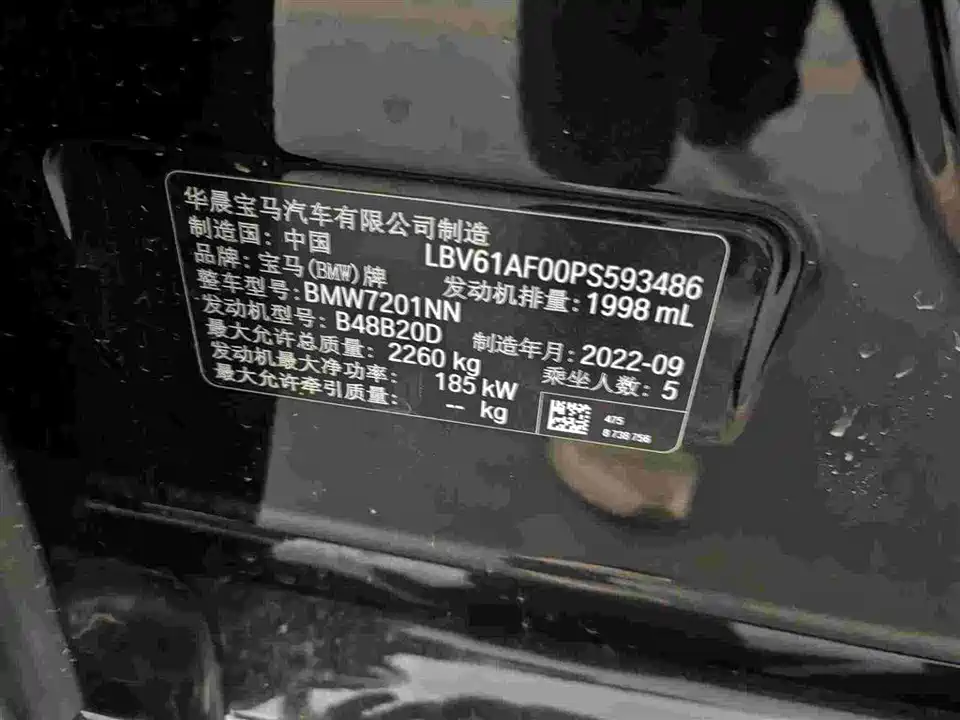 华晨宝马汽车有限公司制造
制造国：中国 LBV61AF00PS593486
品牌：宝马(BMW)牌 发动机排量：1998 mL
整车型号：BMW7201NN
发动机型号：B48B20D 制造年月：2022-09
最大允许总质量：2260 kg 乘坐人数：5
发动机最大净功率：185 kW
最大允许牵引质量：-- kg
475
8 738 756